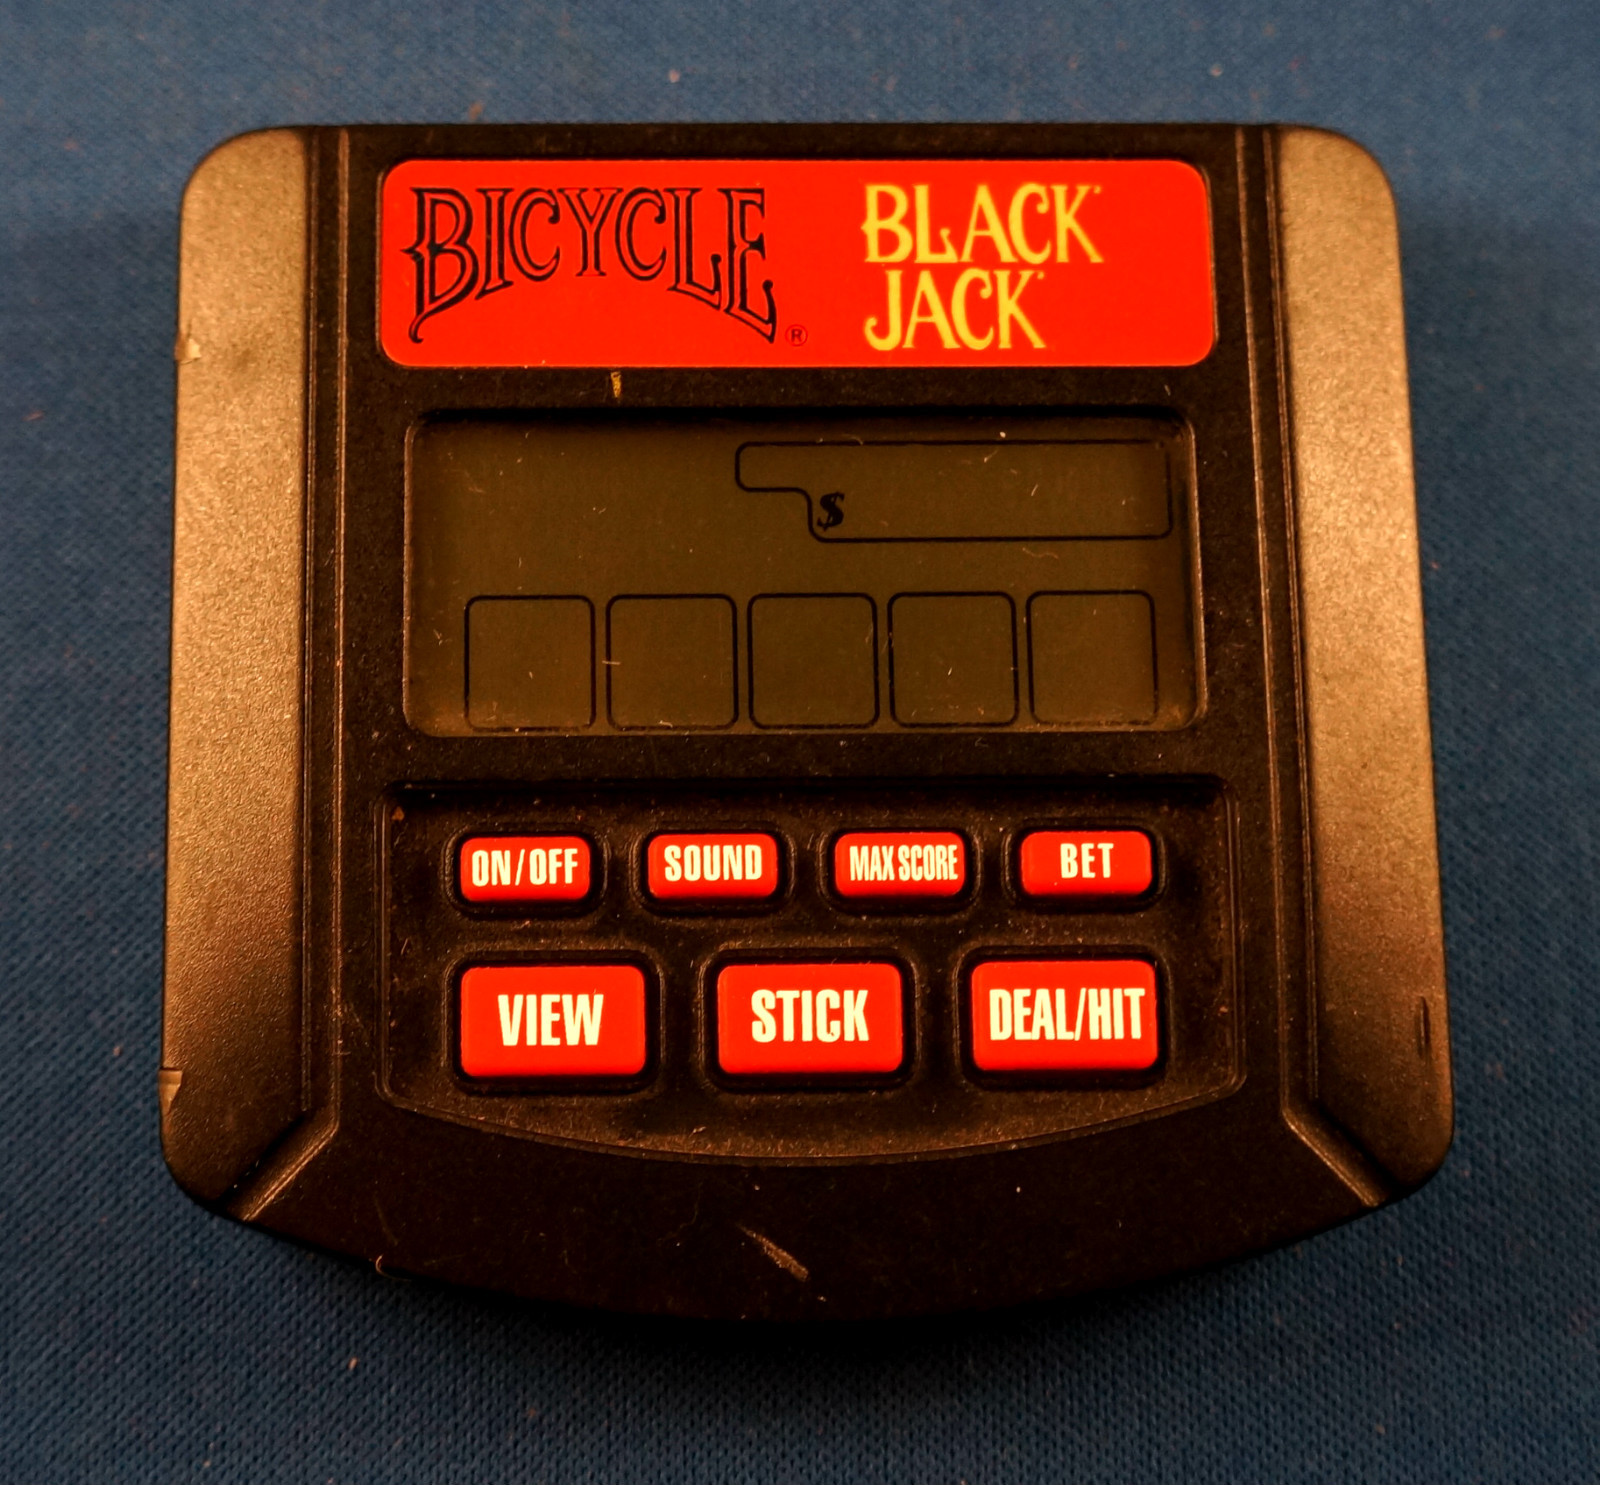 BICYCLE ®
BLACK
JACK
$
ON/OFF SOUND MAX SCORE BET
VIEW STICK DEAL/HIT